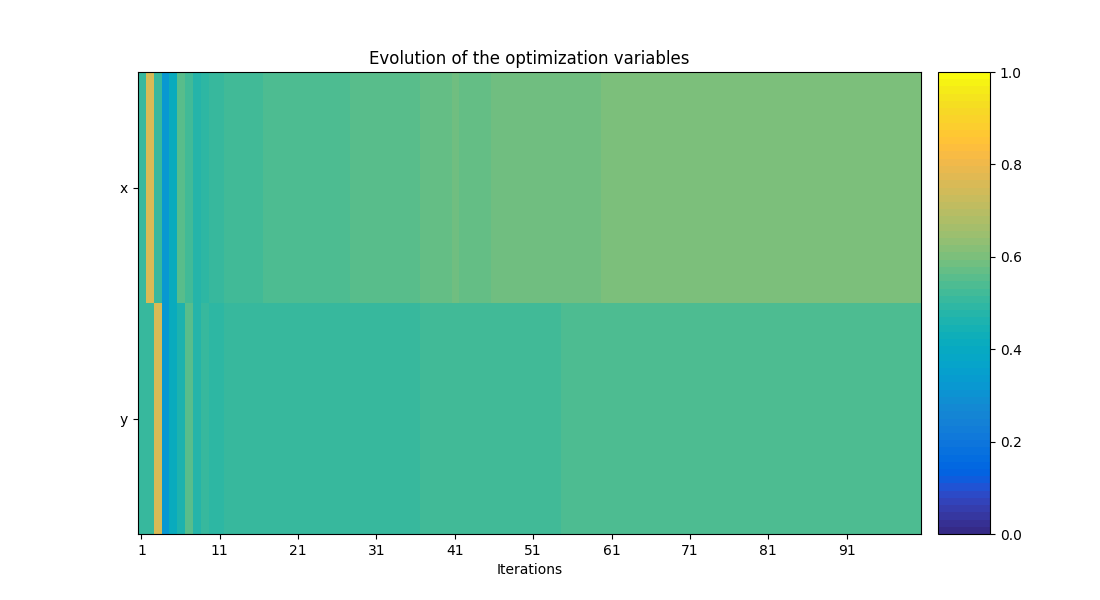 Evolution of the optimization variables
x
y
1 11 21 31 41 51 61 71 81 91
Iterations
1.0
0.8
0.6
0.4
0.2
0.0